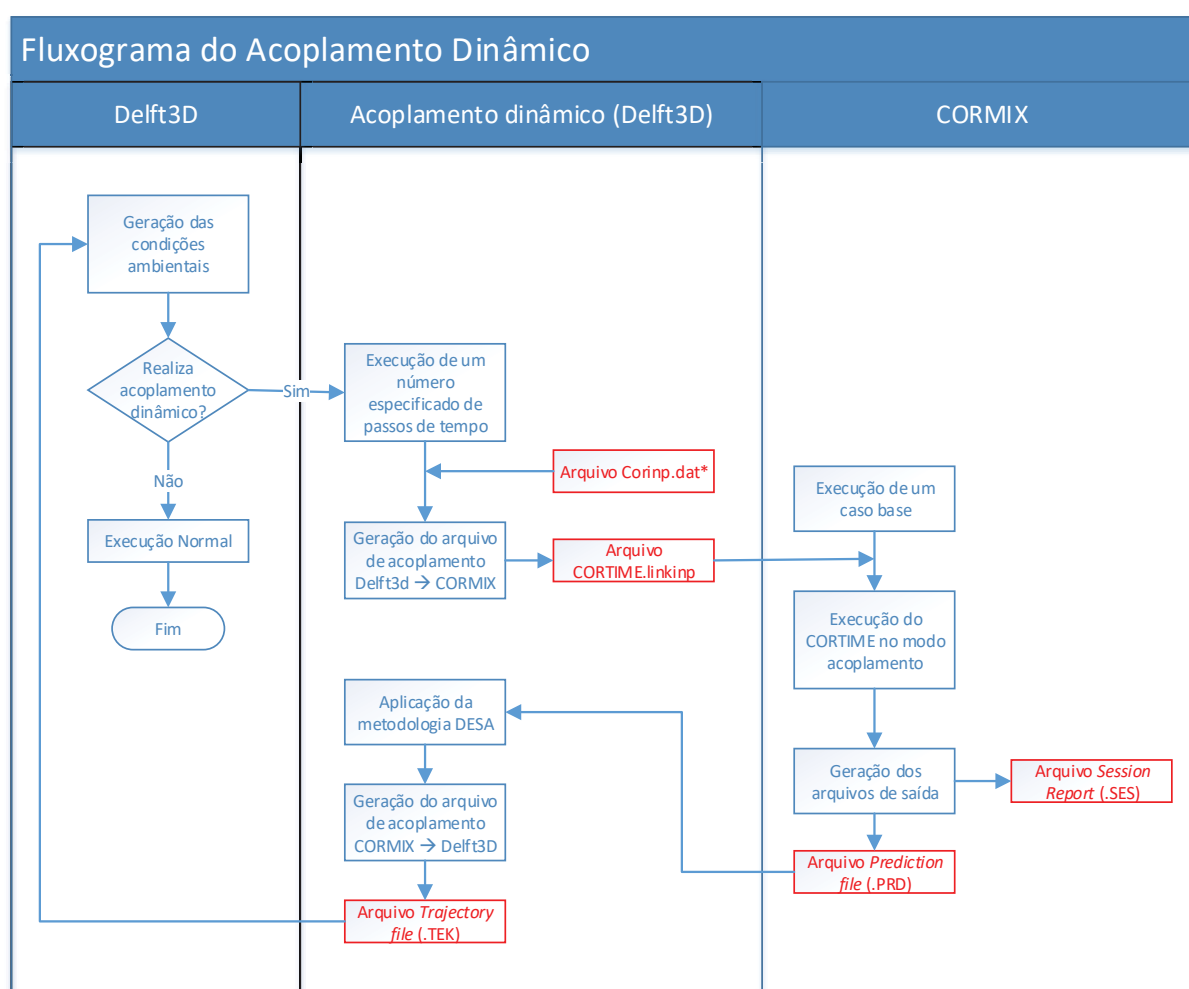 Fluxograma do Acoplamento Dinâmico
Delft3D
Acoplamento dinâmico (Delft3D)
CORMIX
Geração das
condições
ambientais
Realiza
acoplamento
dinâmico?
Sim
Não
Execução Normal
Fim
Execução de um
número
especificado de
passos de tempo
Arquivo Corinp.dat*
Geração do arquivo
de acoplamento
Delft3d → CORMIX
Arquivo
CORTIME.linkinp
Execução de um
caso base
Execução do
CORTIME no modo
acoplamento
Geração dos
arquivos de saída
Arquivo Session
Report (.SES)
Arquivo Prediction
file (.PRD)
Aplicação da
metodologia DESA
Geração do arquivo
de acoplamento
CORMIX → Delft3D
Arquivo Trajectory
file (.TEK)